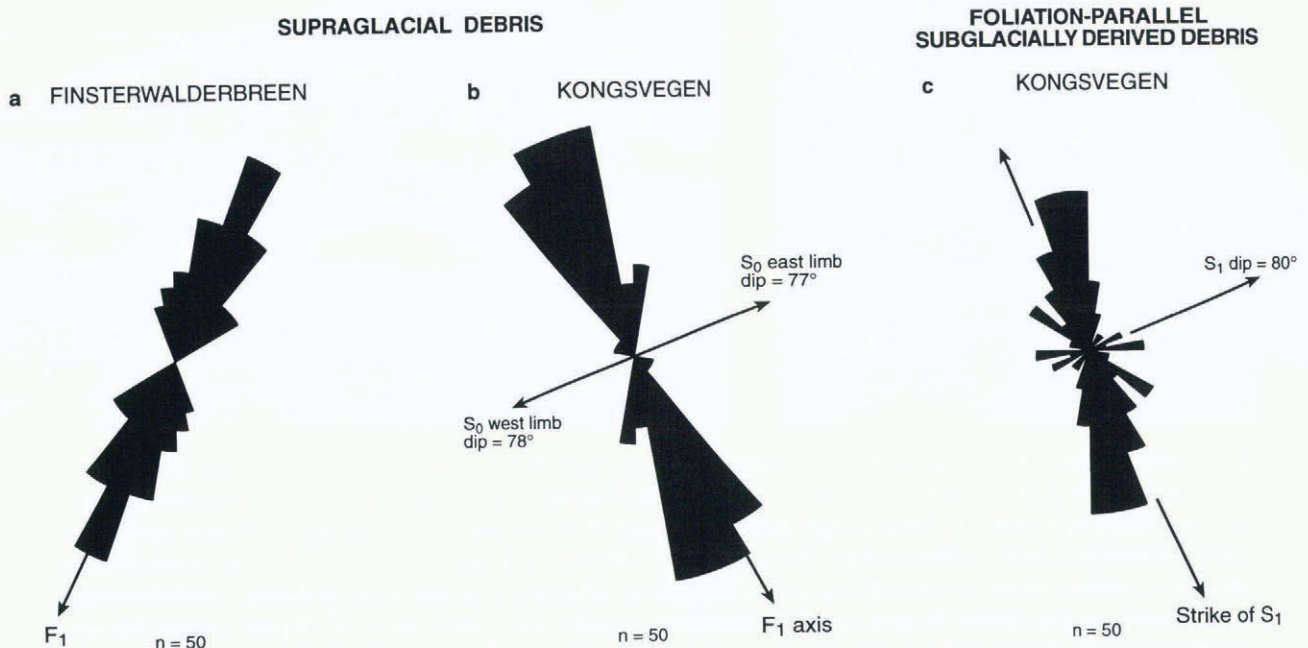 SUPRAGLACIAL DEBRIS
FOLIATION-PARALLEL
SUBGLACIALLY DERIVED DEBRIS
a FINSTERWALDERBREEN
b KONGSVEGEN
c KONGSVEGEN
S₀ east limb
dip = 77°
S₀ west limb
dip = 78°
S₁ dip = 80°
F₁
n = 50
n = 50
F₁ axis
n = 50
Strike of S₁